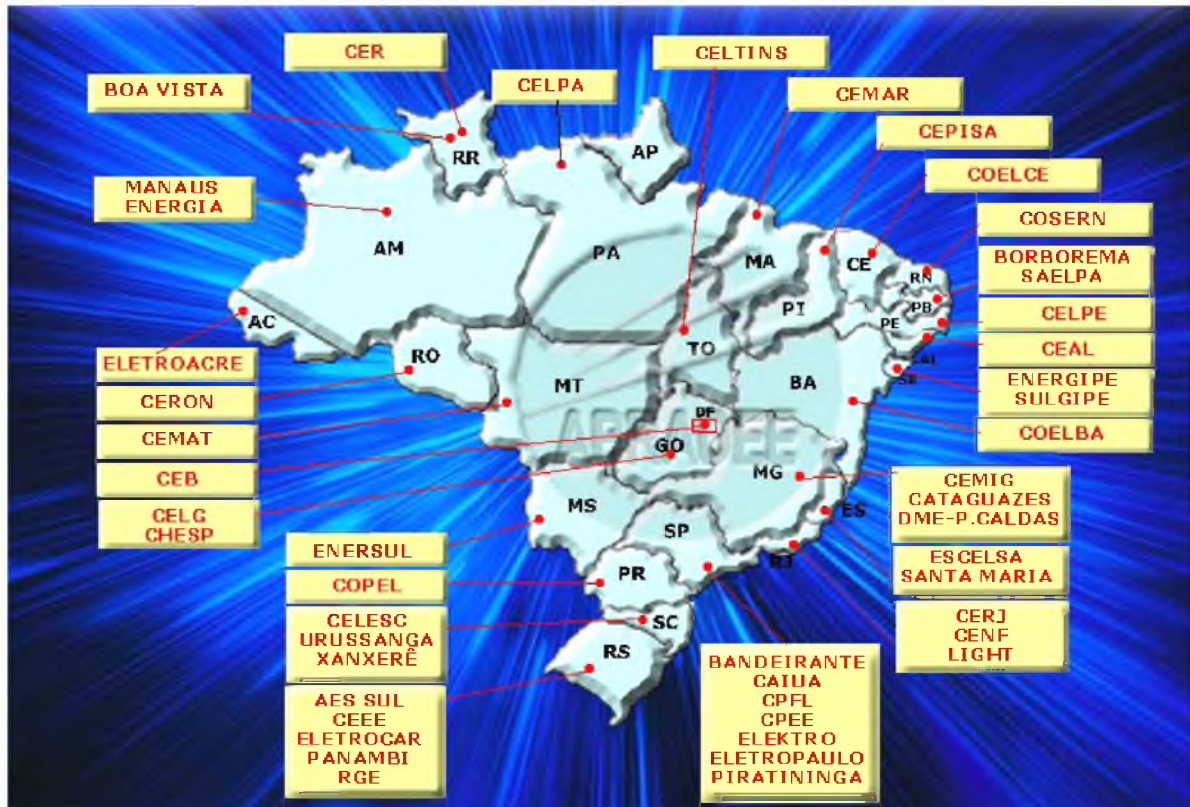 CER
CELTINS
BOA VISTA
CELPA
CEMAR
CEPISA
COELCE
MANAUS
ENERGIA
COSERN
BORBOREMA
SAELPA
CELPE
CEAL
ENERGIPE
SULGIPE
COELBA
ELETROACRE
CERON
CEMAT
CEB
CELG
CHESP
CEMIG
CATAGUAZES
DME-P.CALDAS
ESCELSA
SANTA MARIA
CERJ
CENF
LIGHT
ENERSUL
COPEL
CELESC
URUSSANGA
XANXERÊ
AES SUL
CEEE
ELETROCAR
PANAMBI
RGE
BANDEIRANTE
CAIUA
CPFL
CPEE
ELEKTRO
ELETROPAULO
PIRATININGA
RR
AP
AM
PA
MA
CE
RN
PB
PI
PE
AC
RO
TO
MT
BA
DF
GO
MG
MS
ES
SP
RJ
PR
SC
RS